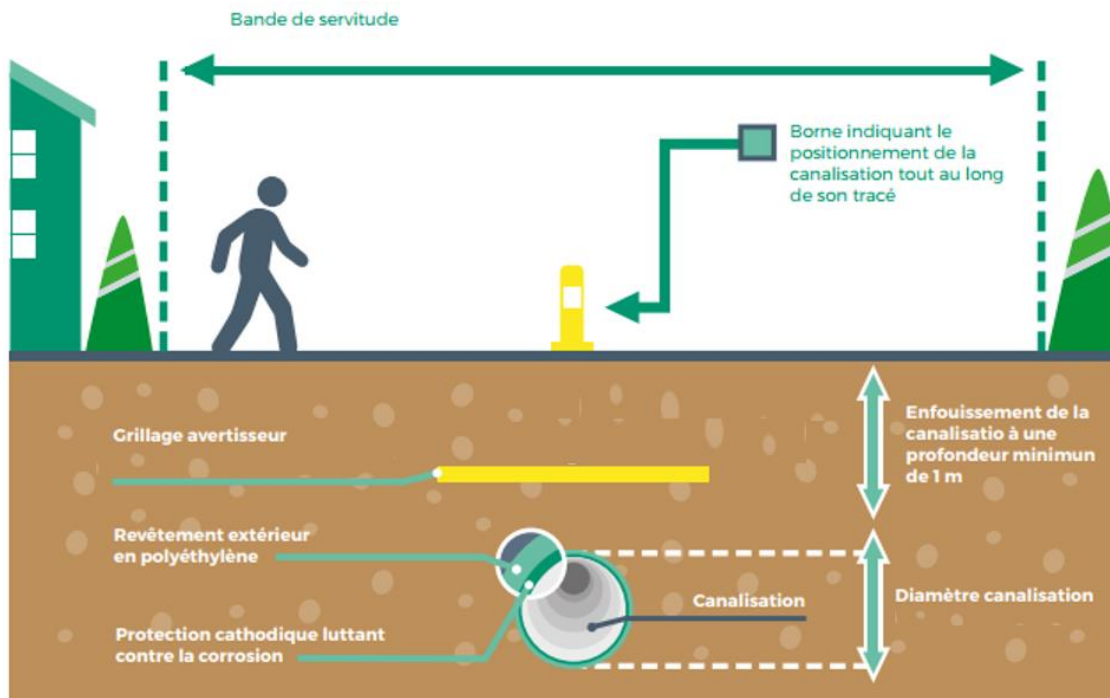 Bande de servitude
Borne indiquant le
positionnement de la
canalisation tout au long
de son tracé
Grillage avertisseur
Enfouissement de la
canalisatio à une
profondeur minimun
de 1 m
Revêtement extérieur
en polyéthylène
Canalisation
Diamètre canalisation
Protection cathodique luttant
contre la corrosion